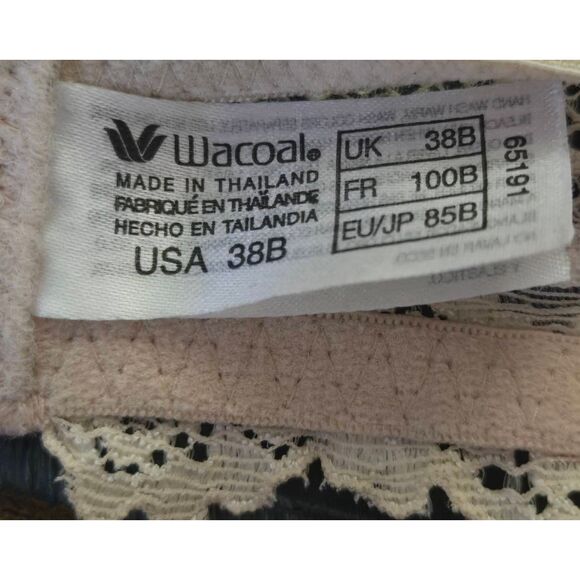 Wacoal®
MADE IN THAILAND
FABRIQUÉ EN THAÏLANDE
HECHO EN TAILANDIA
USA 38B
UK 38B
FR 100B
EU/JP 85B
65191